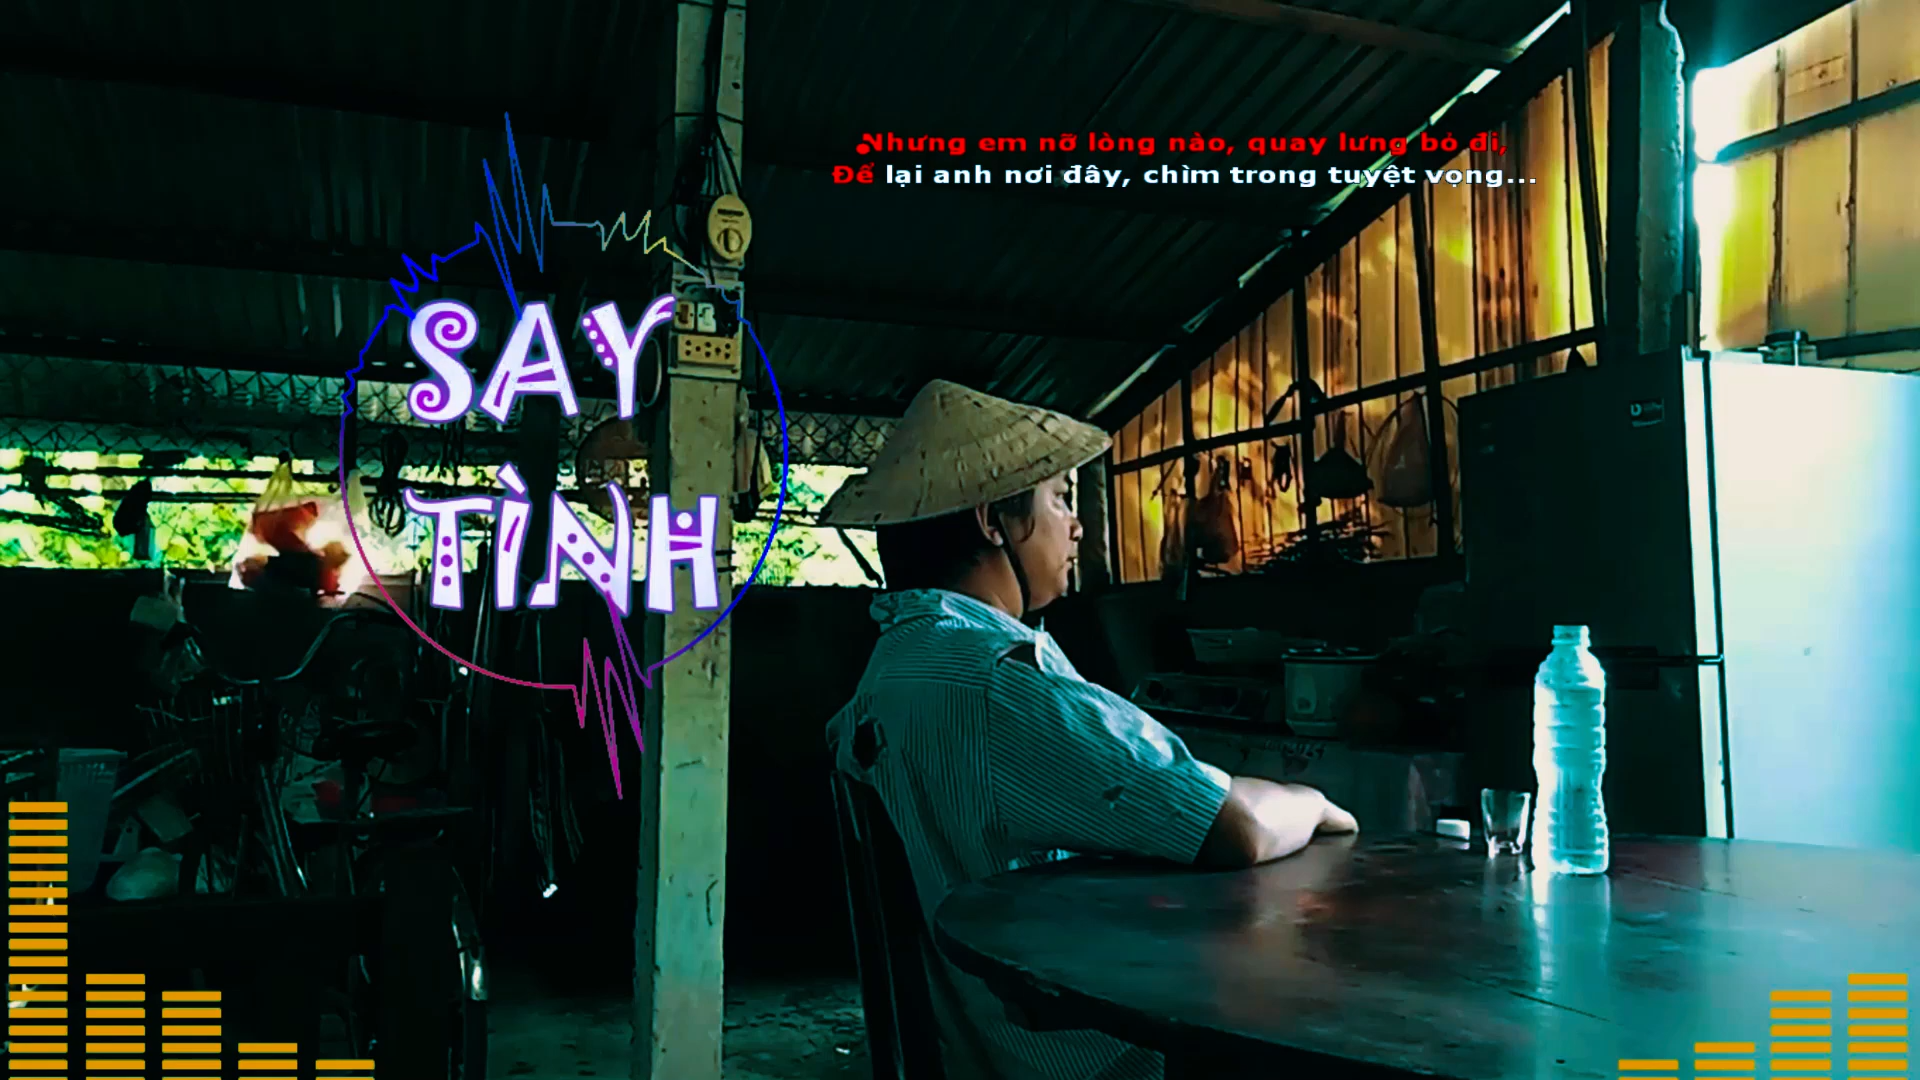 SAY
TÌNH
Nhưng em nỡ lòng nào, quay lưng bỏ đi,
Để lại anh nơi đây, chìm trong tuyệt vọng...